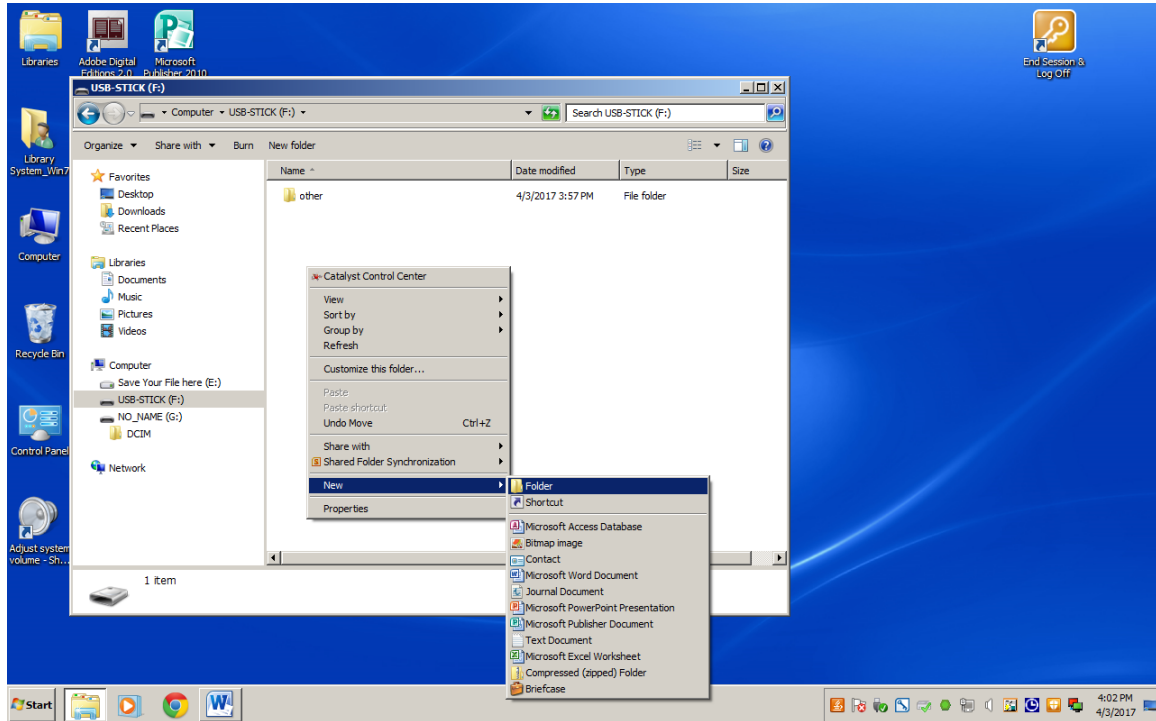 Libraries
Adobe Digital
Editions 2.0
Microsoft
Publisher 2010
End Session &
Log Off
Library
System_Win7
Computer
Recycle Bin
Control Panel
Adjust system
volume - Sh...
USB-STICK (F:)
Computer USB-STICK (F:)
Search USB-STICK (F:)
Organize Share with Burn New folder
Name Date modified Type Size
other 4/3/2017 3:57 PM File folder
Favorites
Desktop
Downloads
Recent Places
Libraries
Documents
Music
Pictures
Videos
Computer
Save Your File here (E:)
USB-STICK (F:)
NO_NAME (G:)
DCIM
Network
1 item
Catalyst Control Center
View
Sort by
Group by
Refresh
Customize this folder...
Paste
Paste shortcut
Undo Move Ctrl+Z
Share with
Shared Folder Synchronization
New
Properties
Folder
Shortcut
Microsoft Access Database
Bitmap image
Contact
Microsoft Word Document
Journal Document
Microsoft PowerPoint Presentation
Microsoft Publisher Document
Text Document
Microsoft Excel Worksheet
Compressed (zipped) Folder
Briefcase
Start
4:02 PM
4/3/2017